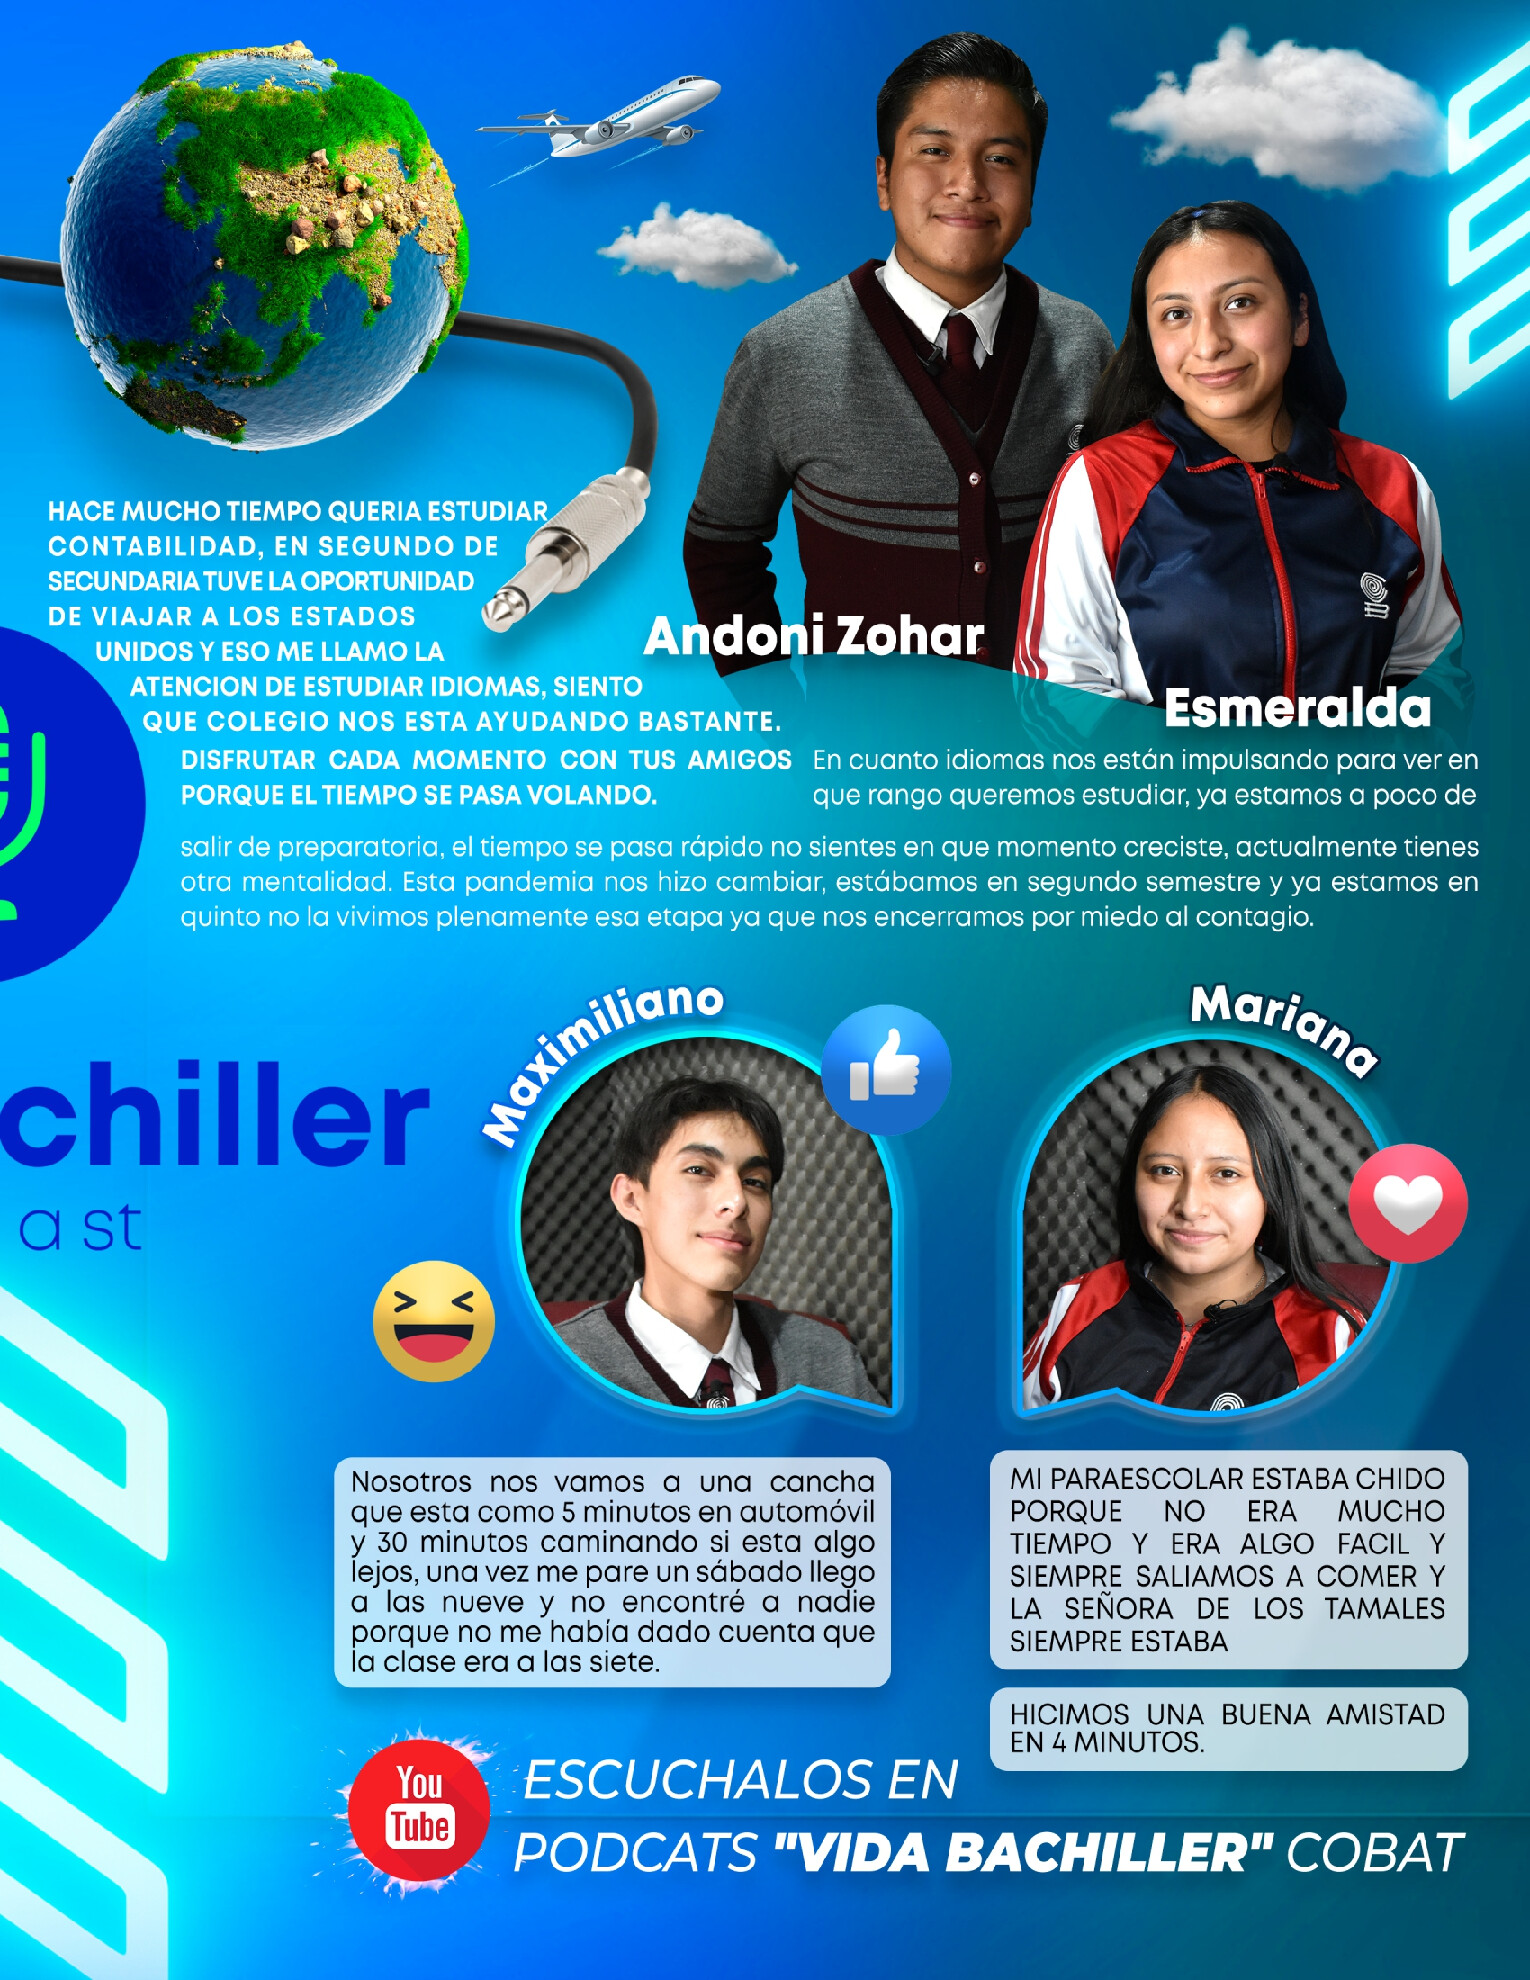 HACE MUCHO TIEMPO QUERIA ESTUDIAR
CONTABILIDAD, EN SEGUNDO DE
SECUNDARIA TUVE LA OPORTUNIDAD
DE VIAJAR A LOS ESTADOS
UNIDOS Y ESO ME LLAMO LA
ATENCION DE ESTUDIAR IDIOMAS, SIENTO
QUE COLEGIO NOS ESTA AYUDANDO BASTANTE.
DISFRUTAR CADA MOMENTO CON TUS AMIGOS
PORQUE EL TIEMPO SE PASA VOLANDO.
Andoni Zohar
Esmeralda
En cuanto idiomas nos están impulsando para ver en
que rango queremos estudiar, ya estamos a poco de
salir de preparatoria, el tiempo se pasa rápido no sientes en que momento creciste, actualmente tienes
otra mentalidad. Esta pandemia nos hizo cambiar, estábamos en segundo semestre y ya estamos en
quinto no la vivimos plenamente esa etapa ya que nos encerramos por miedo al contagio.
chiller
a st
Maximiliano
Mariana
Nosotros nos vamos a una cancha
que esta como 5 minutos en automóvil
y 30 minutos caminando si esta algo
lejos, una vez me pare un sábado llego
a las nueve y no encontré a nadie
porque no me había dado cuenta que
la clase era a las siete.
MI PARAESCOLAR ESTABA CHIDO
PORQUE NO ERA MUCHO
TIEMPO Y ERA ALGO FACIL Y
SIEMPRE SALIAMOS A COMER Y
LA SEÑORA DE LOS TAMALES
SIEMPRE ESTABA
HICIMOS UNA BUENA AMISTAD
EN 4 MINUTOS.
You
Tube
ESCUCHALOS EN
PODCATS "VIDA BACHILLER" COBAT